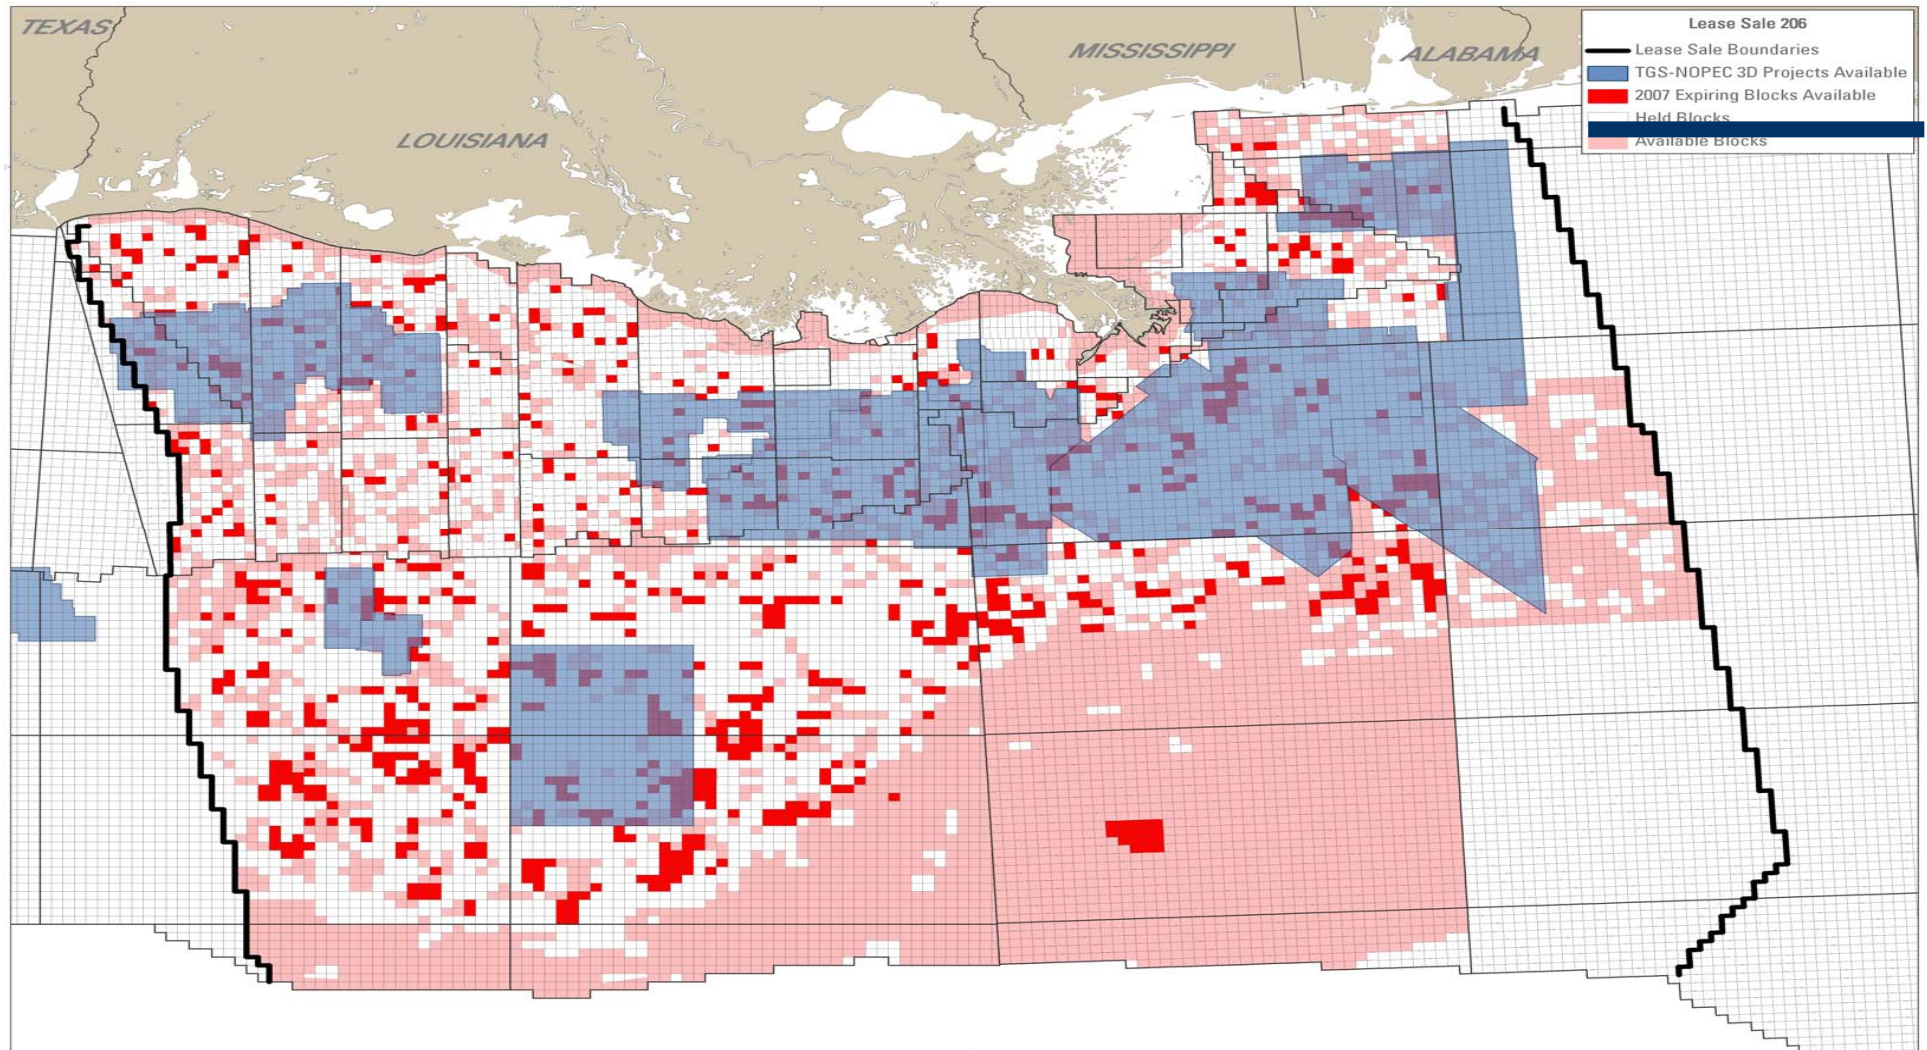 TEXAS
LOUISIANA
MISSISSIPPI
ALABAMA
Lease Sale 206
Lease Sale Boundaries
TGS-NOPEC 3D Projects Available
2007 Expiring Blocks Available
Held Blocks
Available Blocks